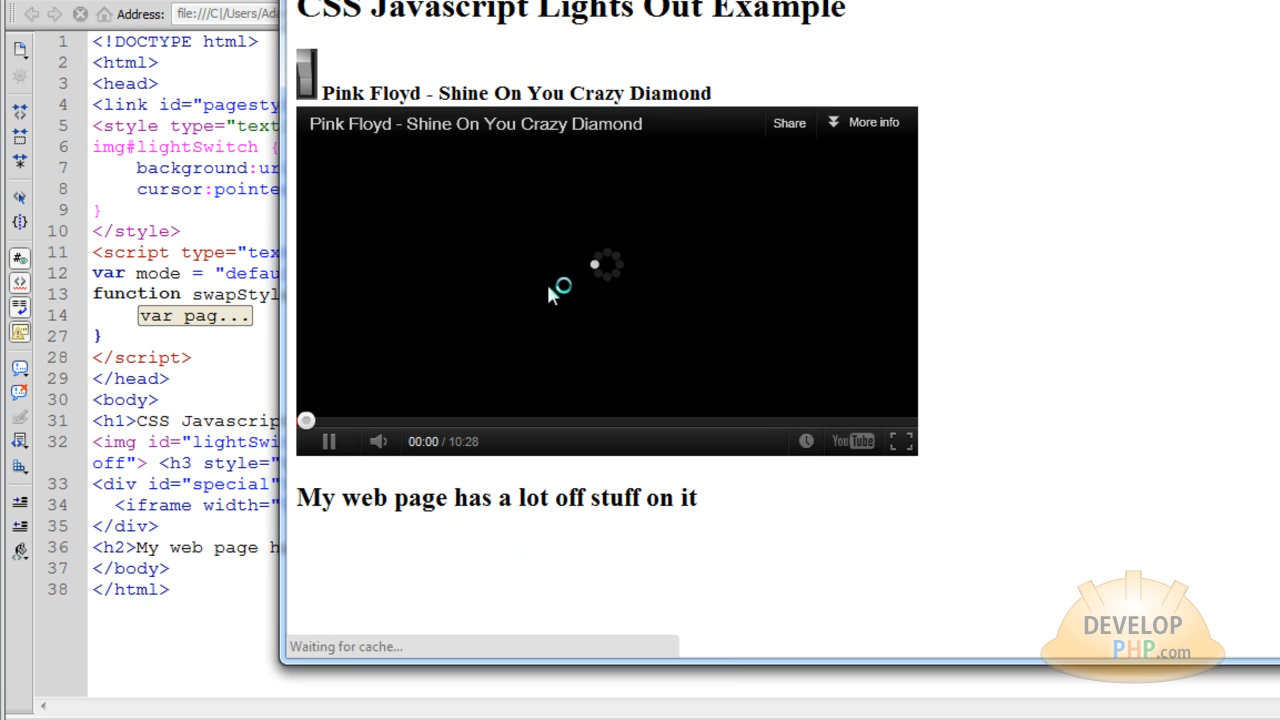 Address: file:///C|/Users/Ada
1 <!DOCTYPE html>
2 <html>
3 <head>
4 <link id="pagesty
5 <style type="text
6 img#lightSwitch {
7 background:ur
8 cursor:pointe
9 }
10 </style>
11 <script type="tex
12 var mode = "defau
13 function swapStyl
14 var pag...
27 }
28 </script>
29 </head>
30 <body>
31 <h1>CSS Javascrip
32 <img id="lightSwi
off"> <h3 style="
33 <div id="special"
34 <iframe width="
35 </div>
36 <h2>My web page h
37 </body>
38 </html>
CSS Javascript Lights Out Example
Pink Floyd - Shine On You Crazy Diamond
Pink Floyd - Shine On You Crazy Diamond
Share
More info
00:00 / 10:28
YouTube
My web page has a lot off stuff on it
Waiting for cache...
DEVELOP
PHP.com